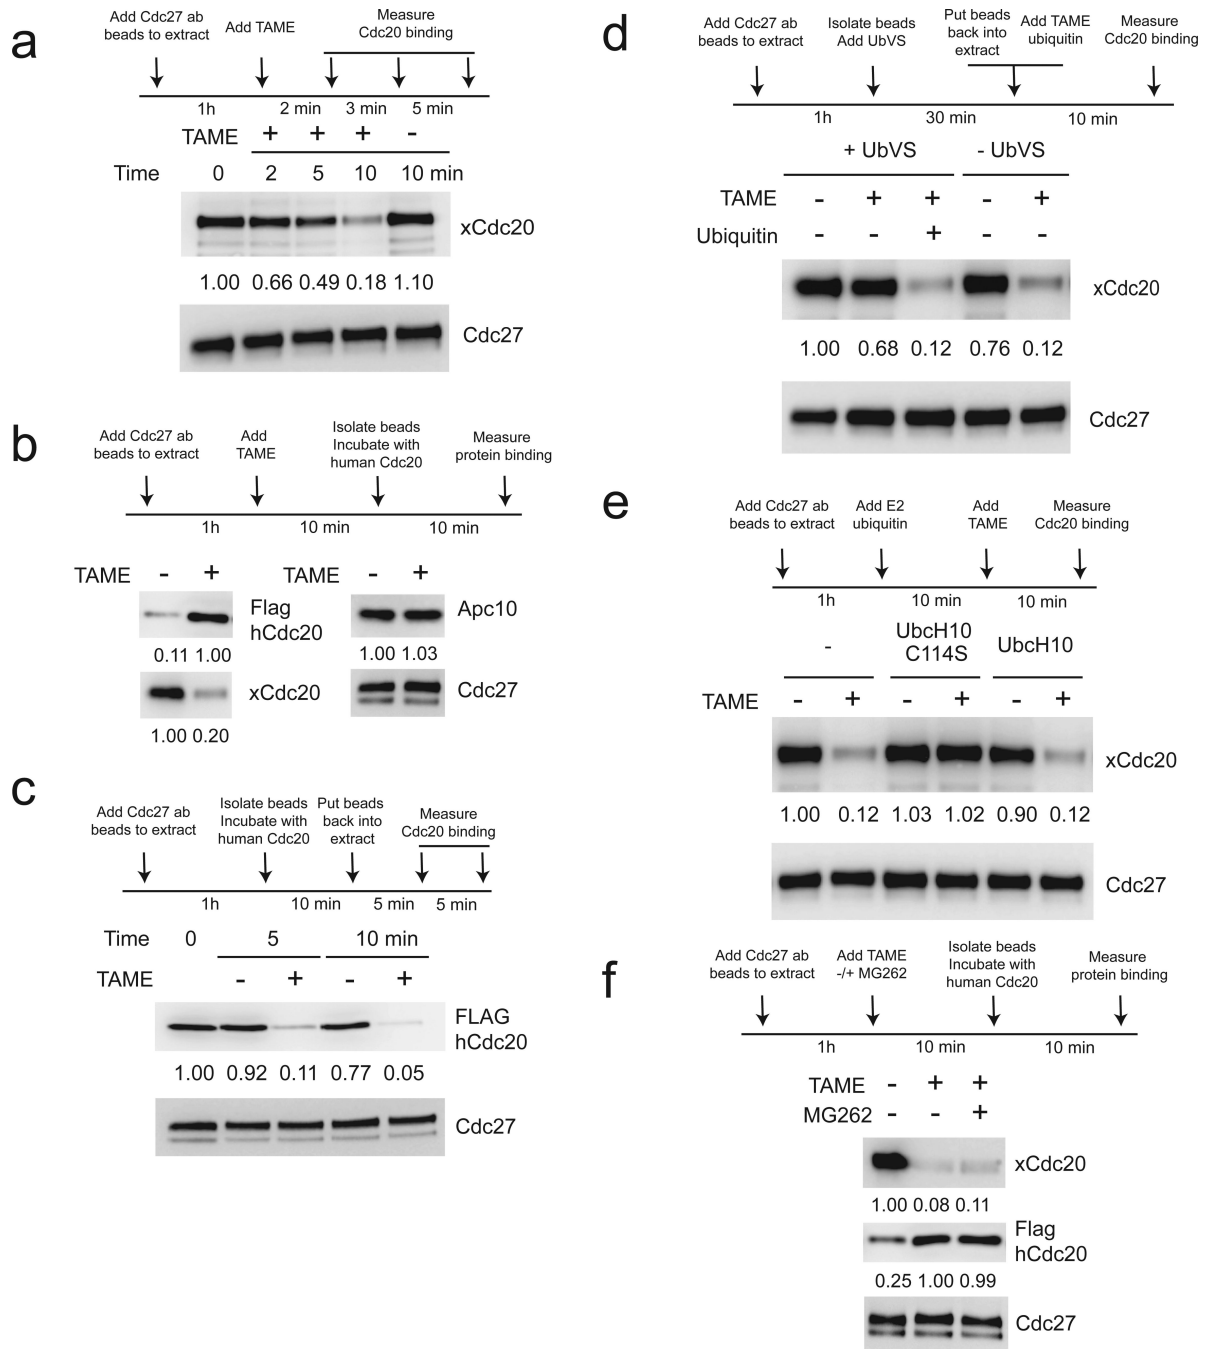 a
Add Cdc27 ab
beads to extract
Add TAME
Measure
Cdc20 binding
1h
2 min
3 min
5 min
TAME + + + -
Time 0 2 5 10 10 min
xCdc20
1.00 0.66 0.49 0.18 1.10
Cdc27
b
Add Cdc27 ab
beads to extract
Add
TAME
Isolate beads
Incubate with
human Cdc20
Measure
protein binding
1h
10 min
10 min
TAME - +
Flag
hCdc20
0.11 1.00
xCdc20
1.00 0.20
TAME - +
Apc10
1.00 1.03
Cdc27
c
Add Cdc27 ab
beads to extract
Isolate beads
Incubate with
human Cdc20
Put beads
back into
extract
Measure
Cdc20 binding
1h
10 min
5 min
5 min
Time 0 5 10 min
TAME - + - +
FLAG
hCdc20
1.00 0.92 0.11 0.77 0.05
Cdc27
d
Add Cdc27 ab
beads to extract
Isolate beads
Add UbVS
Put beads
back into
extract
Add TAME
ubiquitin
Measure
Cdc20 binding
1h
30 min
10 min
+ UbVS - UbVS
TAME - + + - +
Ubiquitin - - + - -
xCdc20
1.00 0.68 0.12 0.76 0.12
Cdc27
e
Add Cdc27 ab
beads to extract
Add E2
ubiquitin
Add
TAME
Measure
Cdc20 binding
1h
10 min
10 min
-
UbcH10
C114S
UbcH10
TAME - + - + - +
xCdc20
1.00 0.12 1.03 1.02 0.90 0.12
Cdc27
f
Add Cdc27 ab
beads to extract
Add TAME
-/+ MG262
Isolate beads
Incubate with
human Cdc20
Measure
protein binding
1h
10 min
10 min
TAME - + +
MG262 - - +
xCdc20
1.00 0.08 0.11
Flag
hCdc20
0.25 1.00 0.99
Cdc27